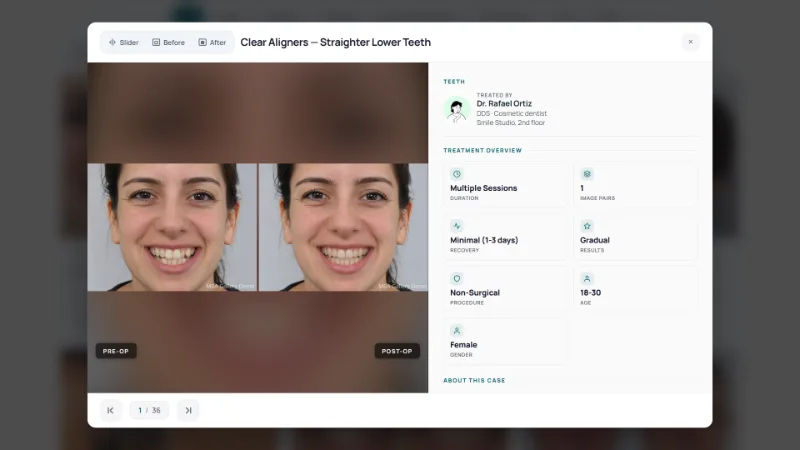 Slider
Before
After
Clear Aligners — Straighter Lower Teeth
TEETH
TREATED BY
Dr. Rafael Ortiz
DDS · Cosmetic dentist
Smile Studio, 2nd floor
TREATMENT OVERVIEW
Multiple Sessions
DURATION
1
IMAGE PAIRS
Minimal (1-3 days)
RECOVERY
Gradual
RESULTS
Non-Surgical
PROCEDURE
18-30
AGE
Female
GENDER
ABOUT THIS CASE
PRE-OP
POST-OP
1 / 36